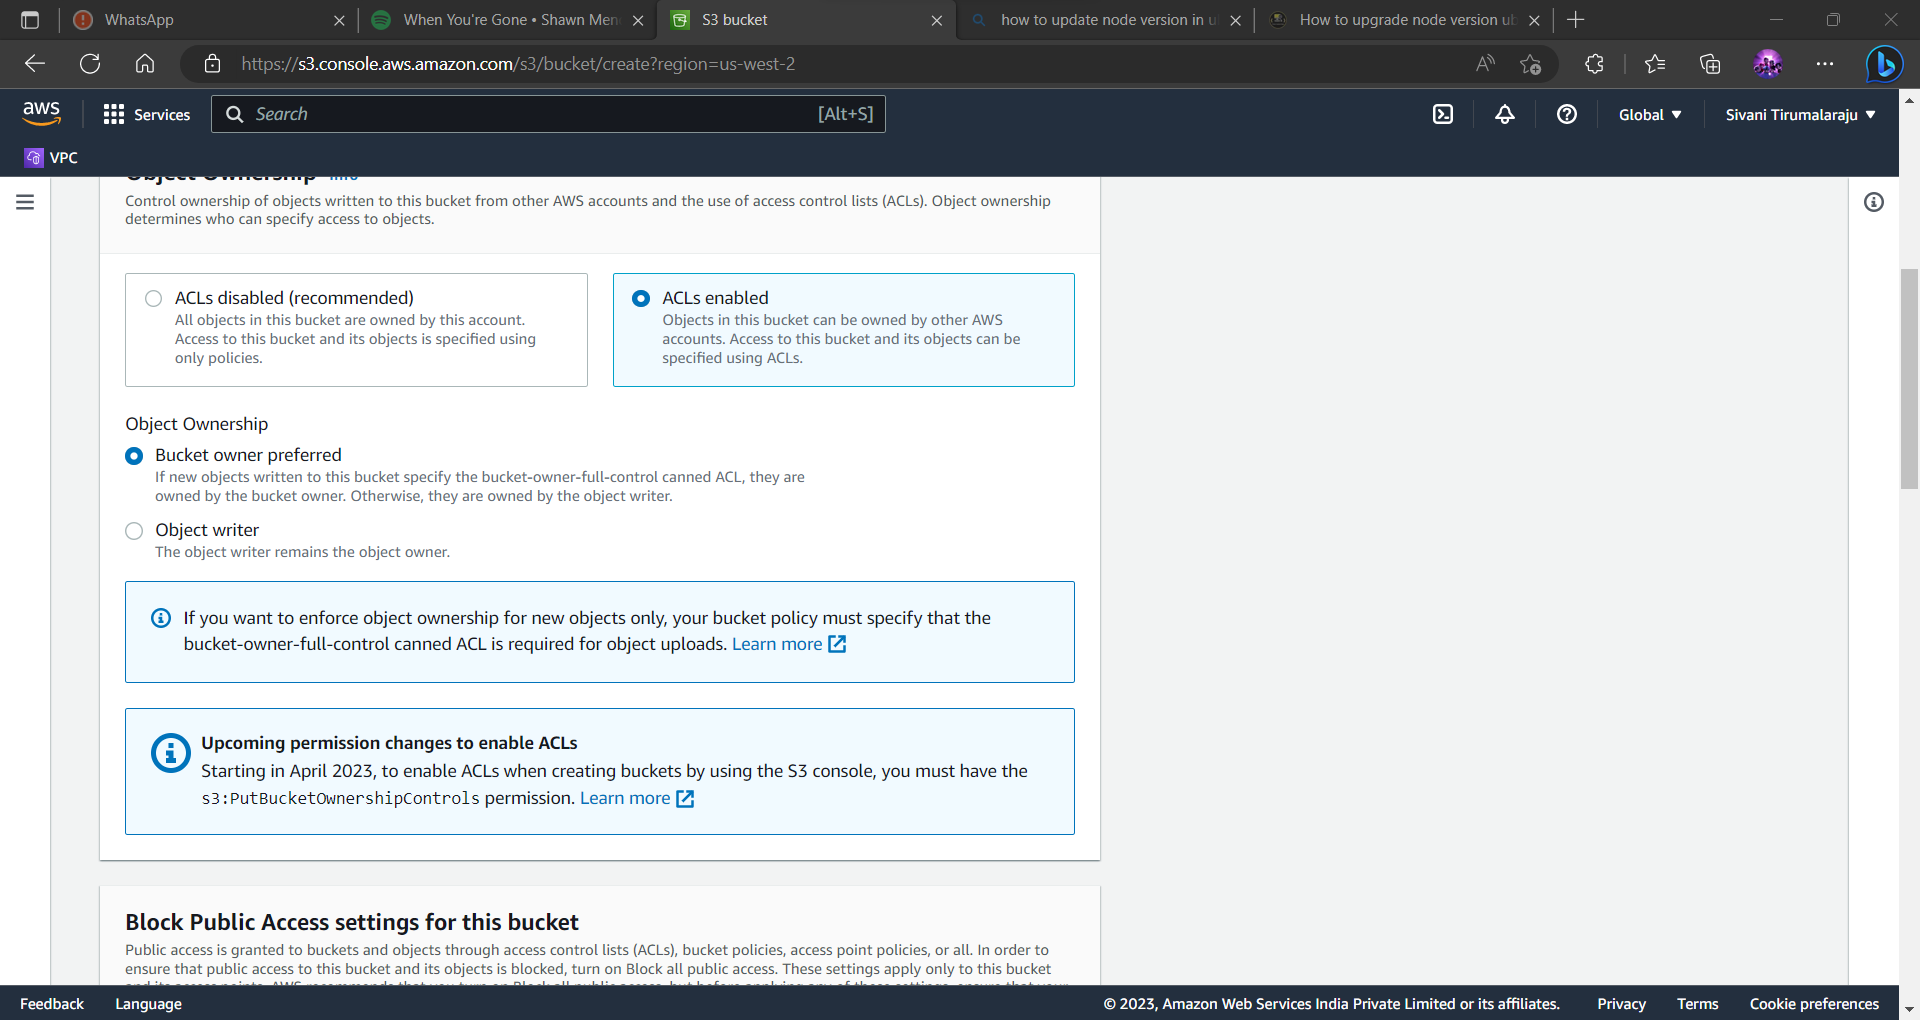 WhatsApp
When You're Gone • Shawn Men
S3 bucket
how to update node version in u
How to upgrade node version ub
https://s3.console.aws.amazon.com/s3/bucket/create?region=us-west-2
aws
Services
Search
[Alt+S]
Global
Sivani Tirumalaraju
VPC
Object Ownership Info
Control ownership of objects written to this bucket from other AWS accounts and the use of access control lists (ACLs). Object ownership
determines who can specify access to objects.
ACLs disabled (recommended)
All objects in this bucket are owned by this account.
Access to this bucket and its objects is specified using
only policies.
ACLs enabled
Objects in this bucket can be owned by other AWS
accounts. Access to this bucket and its objects can be
specified using ACLs.
Object Ownership
Bucket owner preferred
If new objects written to this bucket specify the bucket-owner-full-control canned ACL, they are
owned by the bucket owner. Otherwise, they are owned by the object writer.
Object writer
The object writer remains the object owner.
If you want to enforce object ownership for new objects only, your bucket policy must specify that the
bucket-owner-full-control canned ACL is required for object uploads. Learn more
Upcoming permission changes to enable ACLs
Starting in April 2023, to enable ACLs when creating buckets by using the S3 console, you must have the
s3:PutBucketOwnershipControls permission. Learn more
Block Public Access settings for this bucket
Public access is granted to buckets and objects through access control lists (ACLs), bucket policies, access point policies, or all. In order to
ensure that public access to this bucket and its objects is blocked, turn on Block all public access. These settings apply only to this bucket
Feedback
Language
© 2023, Amazon Web Services India Private Limited or its affiliates.
Privacy
Terms
Cookie preferences